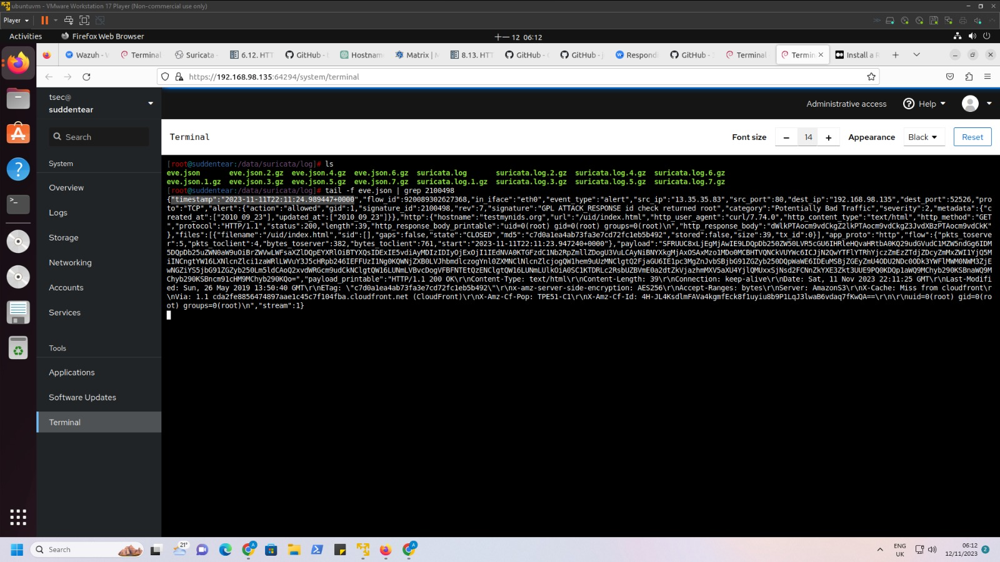 ubuntuvm - VMware Workstation 17 Player (Non-commercial use only)
Player
Activities
Firefox Web Browser
十一 12 06:12
Wazuh -
Terminal
Suricata
6.12. HTT
GitHub -
Hostnam
Matrix |
8.13. HTT
GitHub -
GitHub -
Respondi
GitHub -
Terminal
Termin
Install a R
https://192.168.98.135:64294/system/terminal
tsec@
suddentear
Administrative access
Help
Search
Terminal
Font size
14
Appearance
Black
Reset
System
Overview
Logs
Storage
Networking
Accounts
Services
Tools
Applications
Software Updates
Terminal
[root@suddentear:/data/suricata/log]# ls
eve.json eve.json.2.gz eve.json.4.gz eve.json.6.gz suricata.log suricata.log.2.gz suricata.log.4.gz suricata.log.6.gz
eve.json.1.gz eve.json.3.gz eve.json.5.gz eve.json.7.gz suricata.log.1.gz suricata.log.3.gz suricata.log.5.gz suricata.log.7.gz
[root@suddentear:/data/suricata/log]# tail -f eve.json | grep 2100498
{"timestamp":"2023-11-11T22:11:24.989447+0000","flow_id":920089302627368,"in_iface":"eth0","event_type":"alert","src_ip":"13.35.35.83","src_port":80,"dest_ip":"192.168.98.135","dest_port":52526,"pro
to":"TCP","alert":{"action":"allowed","gid":1,"signature_id":2100498,"rev":7,"signature":"GPL ATTACK_RESPONSE id check returned root","category":"Potentially Bad Traffic","severity":2,"metadata":{"c
reated_at":["2010_09_23"],"updated_at":["2010_09_23"]}},"http":{"hostname":"testmynids.org","url":"/uid/index.html","http_user_agent":"curl/7.74.0","http_content_type":"text/html","http_method":"GET
","protocol":"HTTP/1.1","status":200,"length":39,"http_response_body_printable":"uid=0(root) gid=0(root) groups=0(root)\n","http_response_body":"dWlkPTAocm9vdCkgZ2lkPTAocm9vdCkgZ3JvdXBzPTAocm9vdCkK"
},"files":[{"filename":"/uid/index.html","sid":[],"gaps":false,"state":"CLOSED","md5":"c7d0a1ea4ab73fa3e7cd72fc1eb5b492","stored":false,"size":39,"tx_id":0}],"app_proto":"http","flow":{"pkts_toserve
r":5,"pkts_toclient":4,"bytes_toserver":382,"bytes_toclient":761,"start":"2023-11-11T22:11:23.947240+0000"},"payload":
","payload_printable":"HTTP/1.1 200 OK\r\nContent-Type: text/html\r\nContent-Length: 39\r\nConnection: keep-alive\r\nDate: Sat, 11 Nov 2023 22:11:25 GMT\r\nLast-Modifi
ed: Sun, 26 May 2019 13:50:40 GMT\r\nETag: \"c7d0a1ea4ab73fa3e7cd72fc1eb5b492\"\r\nx-amz-server-side-encryption: AES256\r\nAccept-Ranges: bytes\r\nServer: AmazonS3\r\nX-Cache: Miss from cloudfront\r
\nVia: 1.1 cda2fe8856474897aae1c45c7f104fba.cloudfront.net (CloudFront)\r\nX-Amz-Cf-Pop: TPE51-C1\r\nX-Amz-Cf-Id: \r\n\r\nuid=0(root) gid=0(ro
ot) groups=0(root)\n","stream":1}
21°
Search
ENG
UK
06:12
12/11/2023
2